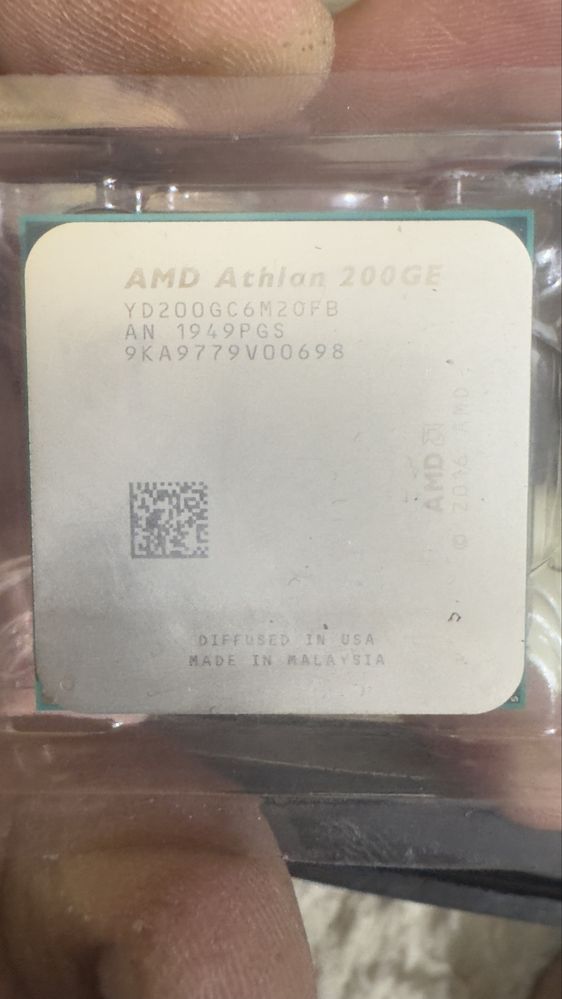 AMD Athlon 200GE
YD200GC6M2OFB
AN 1949PGS
9KA9779V00698
AMD
© 2016 AMD
DIFFUSED IN USA
MADE IN MALAYSIA